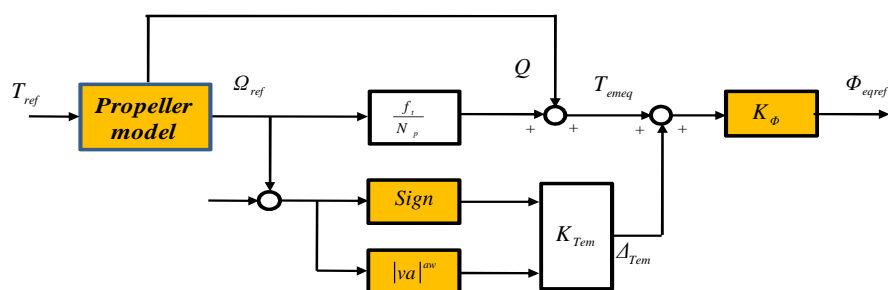 T_ref
Propeller model
Ω_ref
f_t / N_p
Q
+
+
T_emeq
+
+
K_Φ
Φ_eqref
Sign
|va|^aw
K_Tem
Δ_Tem